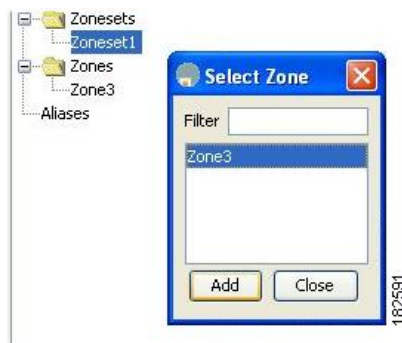 Zonesets
Zoneset1
Zones
Zone3
Aliases
Select Zone
Filter
Zone3
Add
Close
182591